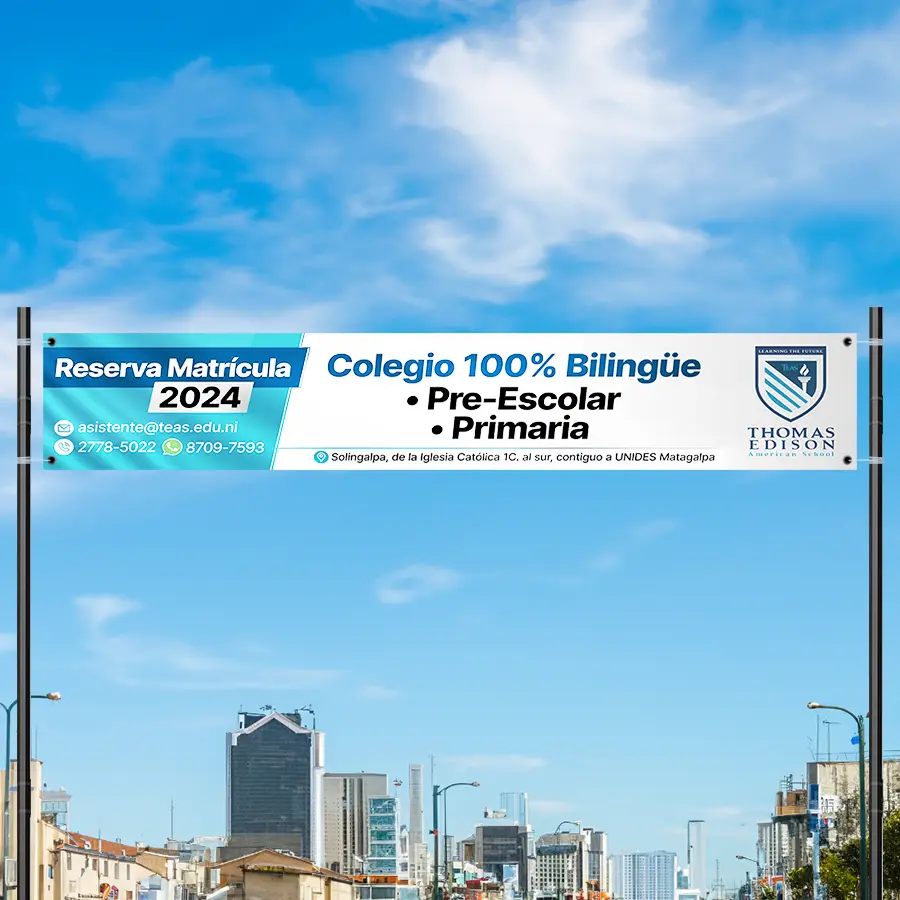 Reserva Matrícula
2024
asistente@teas.edu.ni
2778-5022 8709-7593
Colegio 100% Bilingüe
• Pre-Escolar
• Primaria
Solingalpa, de la Iglesia Católica 1C. al sur, contiguo a UNIDES Matagalpa
LEARNING THE FUTURE
TEAS
THOMAS
EDISON
American School